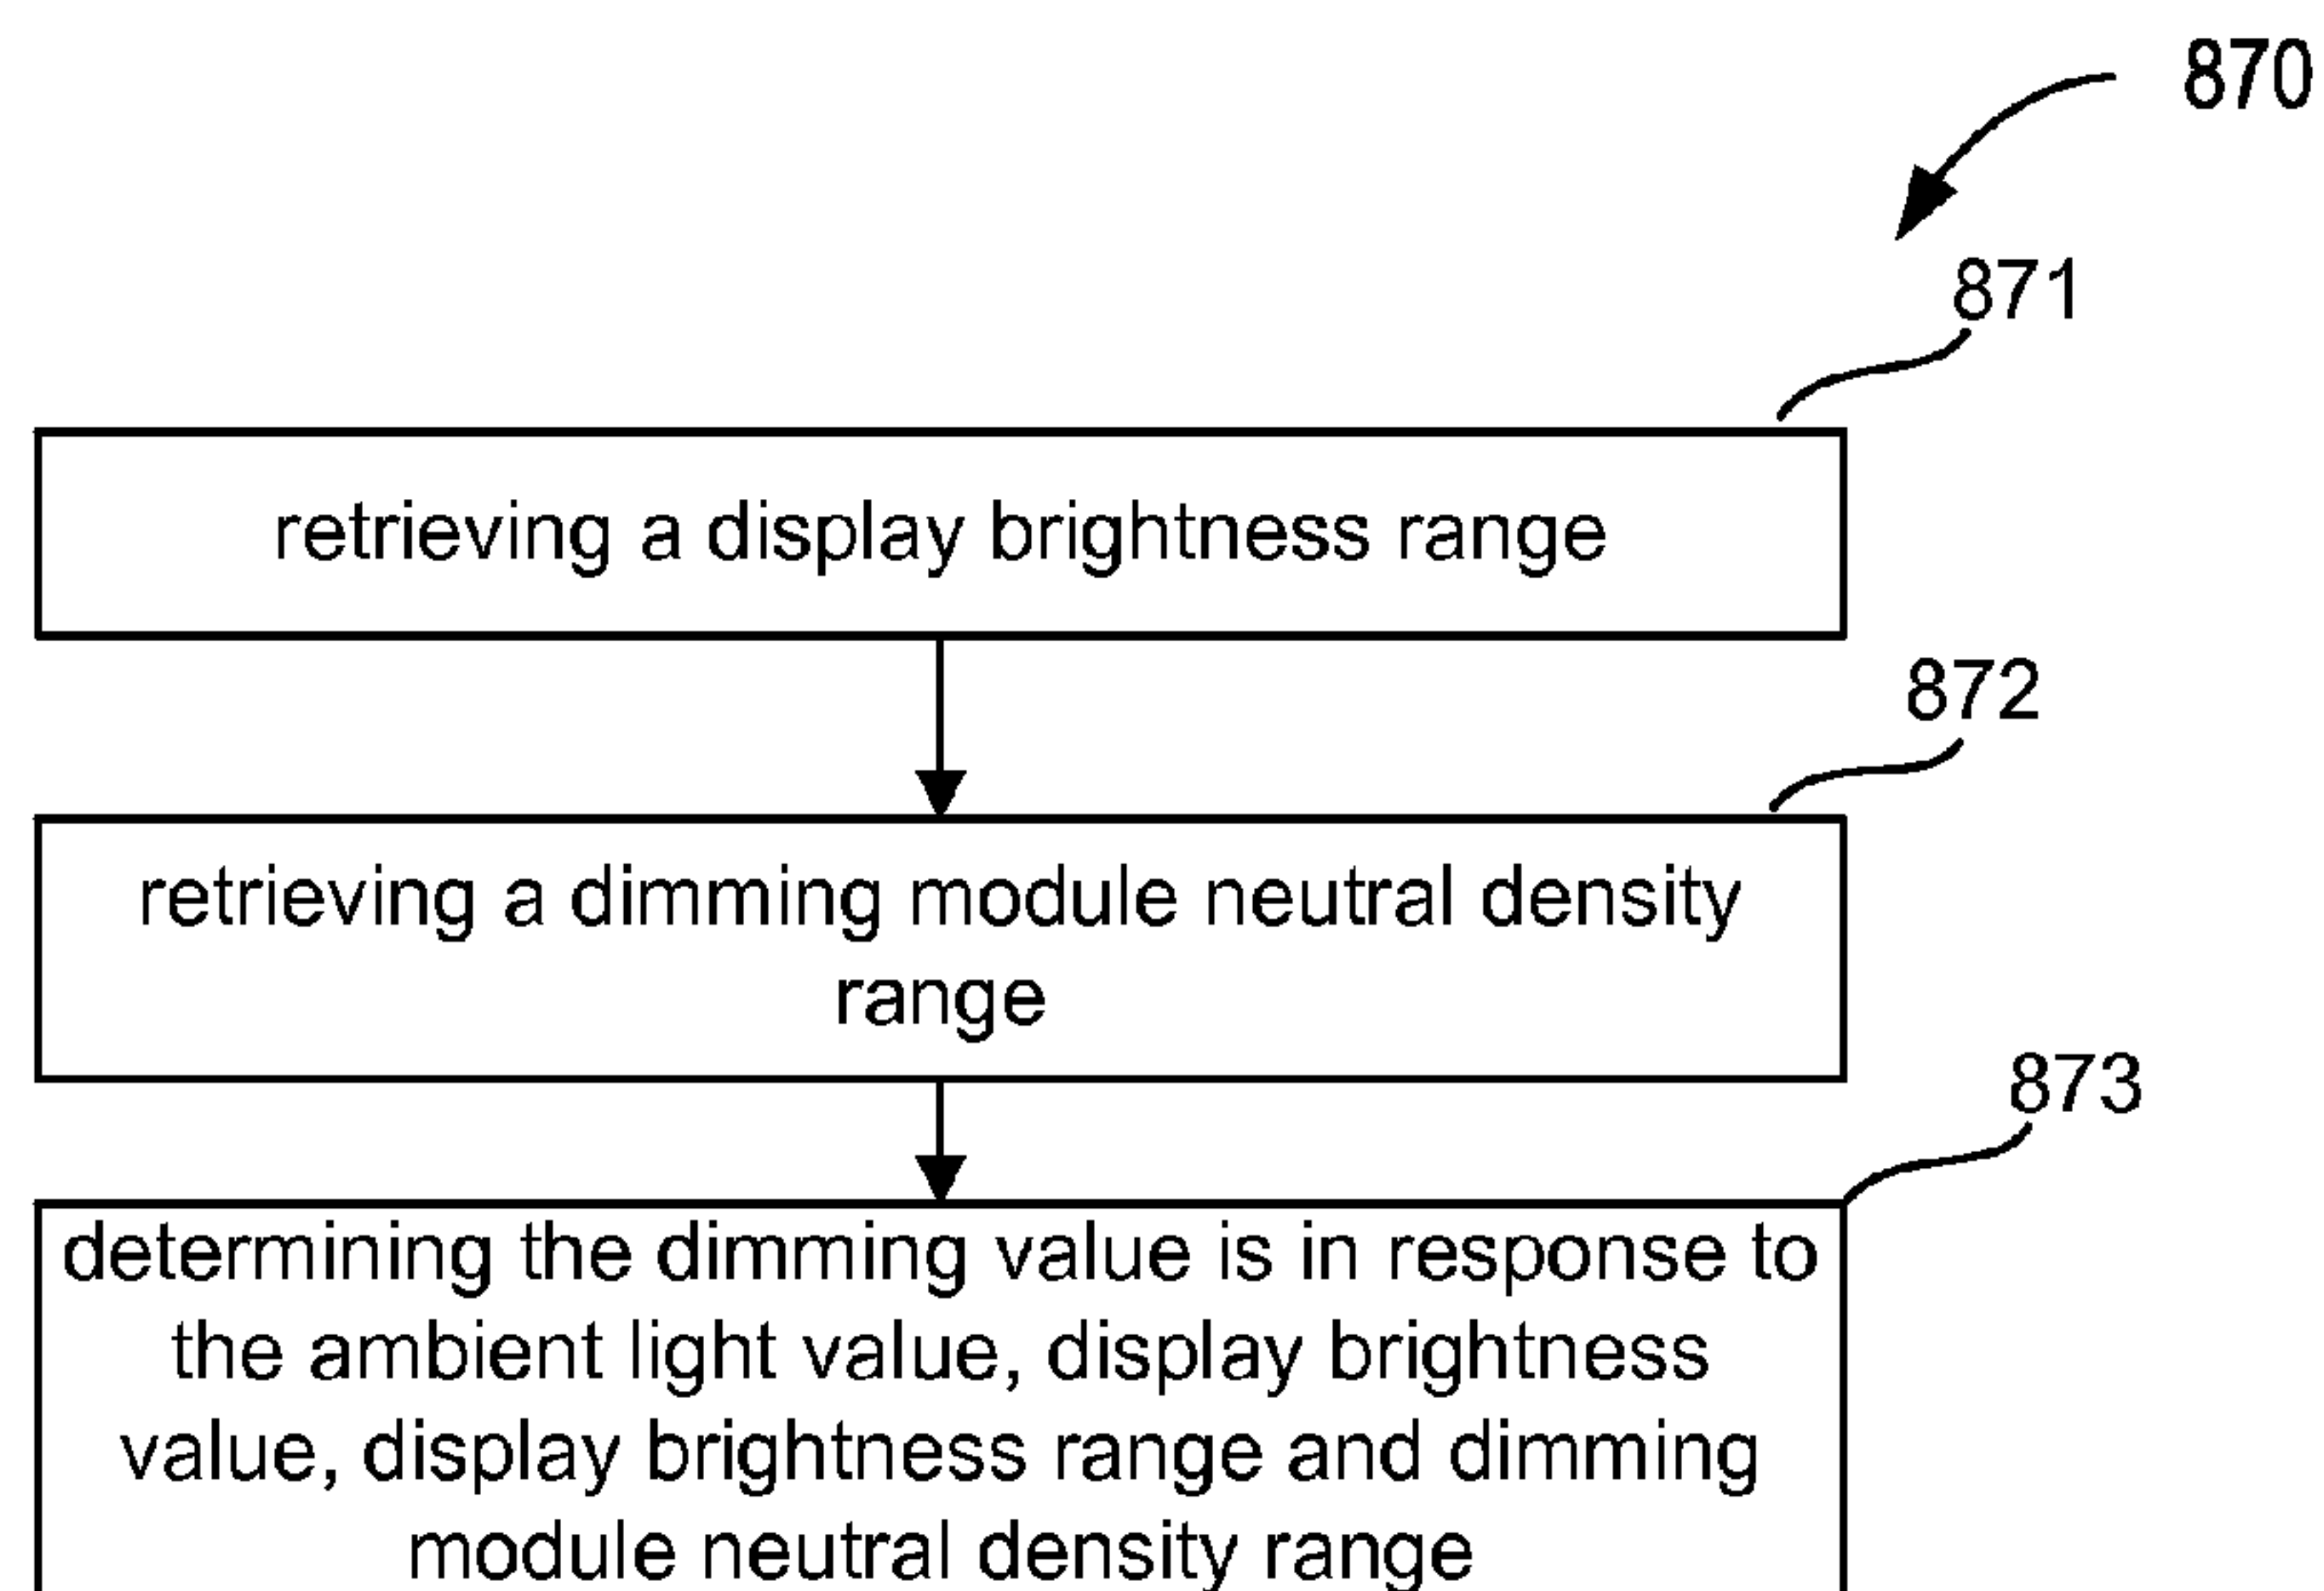 870
871
retrieving a display brightness range
872
retrieving a dimming module neutral density
range
873
determining the dimming value is in response to
the ambient light value, display brightness
value, display brightness range and dimming
module neutral density range